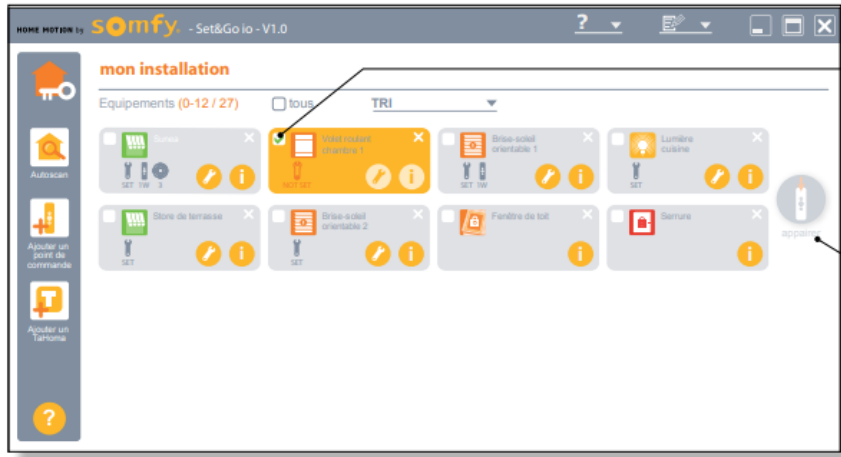 HOME MOTION by somfy. - Set&Go io - V1.0
?
mon installation
Equipements (0-12 / 27)
tous
TRI
Autoscan
Ajouter un
point de
commande
Ajouter un
TaHoma
?
Sunea
SET 1W 3
i
Volet roulant
chambre 1
NOT SET
i
Brise-soleil
orientable 1
SET 1W
i
Lumière
cuisine
SET
i
Store de terrasse
SET
i
Brise-soleil
orientable 2
SET
i
Fenêtre de toit
i
Serrure
i
appairer